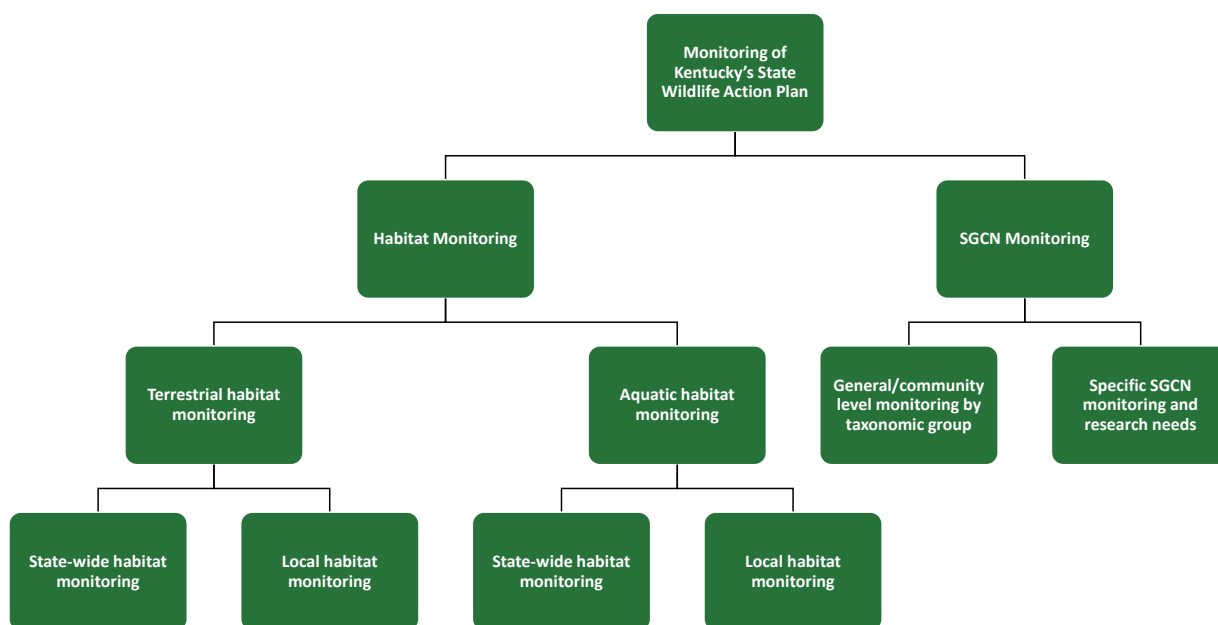 Monitoring of
Kentucky’s State
Wildlife Action Plan
Habitat Monitoring
SGCN Monitoring
Terrestrial habitat
monitoring
Aquatic habitat
monitoring
General/community
level monitoring by
taxonomic group
Specific SGCN
monitoring and
research needs
State-wide habitat
monitoring
Local habitat
monitoring
State-wide habitat
monitoring
Local habitat
monitoring